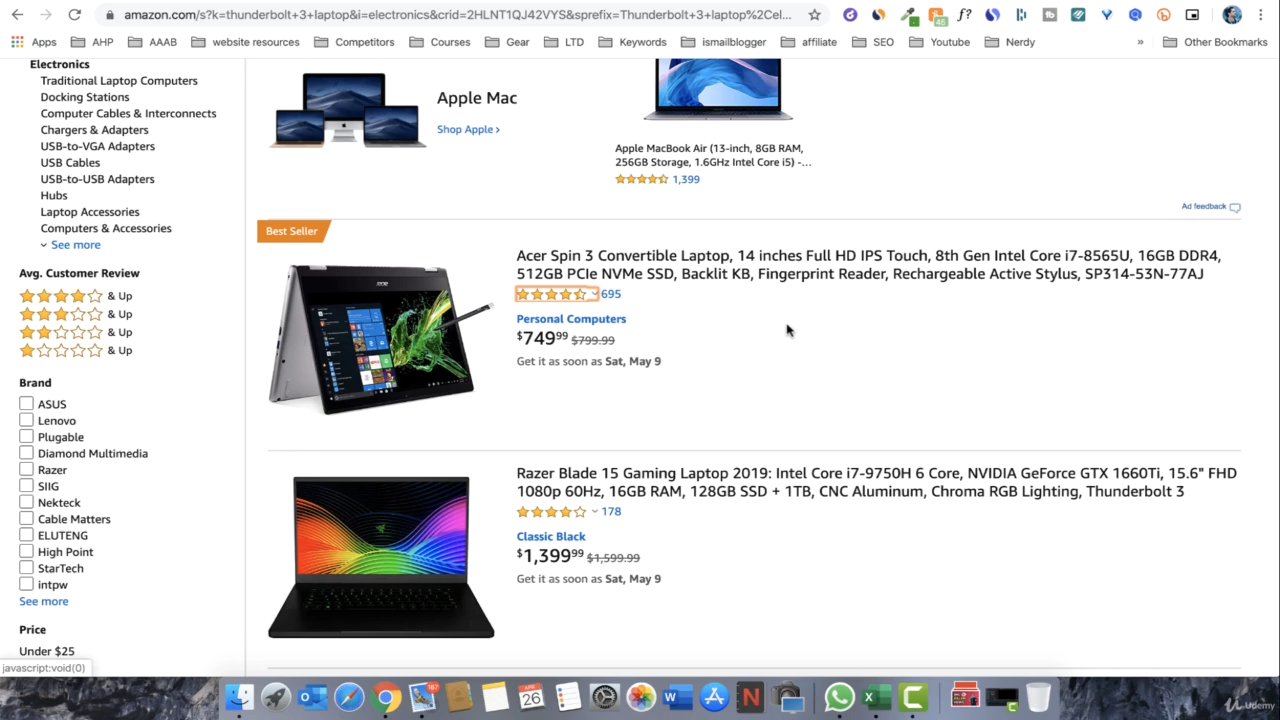 amazon.com/s?k=thunderbolt+3+laptop&i=electronics&crid=2HLNT1QJ42VYS&sprefix=Thunderbolt+3+laptop%2Cel...
f?
Apps
AHP
AAAB
website resources
Competitors
Courses
Gear
LTD
Keywords
ismailblogger
affiliate
SEO
Youtube
Nerdy
»
Other Bookmarks
Electronics
Traditional Laptop Computers
Docking Stations
Computer Cables & Interconnects
Chargers & Adapters
USB-to-VGA Adapters
USB Cables
USB-to-USB Adapters
Hubs
Laptop Accessories
Computers & Accessories
See more
Avg. Customer Review
& Up
& Up
& Up
& Up
Brand
ASUS
Lenovo
Plugable
Diamond Multimedia
Razer
SIIG
Nekteck
Cable Matters
ELUTENG
High Point
StarTech
intpw
See more
Price
Under $25
javascript:void(0)
Apple Mac
Shop Apple ›
Apple MacBook Air (13-inch, 8GB RAM,
256GB Storage, 1.6GHz Intel Core i5) -...
1,399
Ad feedback
Best Seller
Acer Spin 3 Convertible Laptop, 14 inches Full HD IPS Touch, 8th Gen Intel Core i7-8565U, 16GB DDR4,
512GB PCIe NVMe SSD, Backlit KB, Fingerprint Reader, Rechargeable Active Stylus, SP314-53N-77AJ
695
Personal Computers
$74999 $799.99
Get it as soon as Sat, May 9
Razer Blade 15 Gaming Laptop 2019: Intel Core i7-9750H 6 Core, NVIDIA GeForce GTX 1660Ti, 15.6" FHD
1080p 60Hz, 16GB RAM, 128GB SSD + 1TB, CNC Aluminum, Chroma RGB Lighting, Thunderbolt 3
178
Classic Black
$1,39999 $1,599.99
Get it as soon as Sat, May 9
26
Udemy